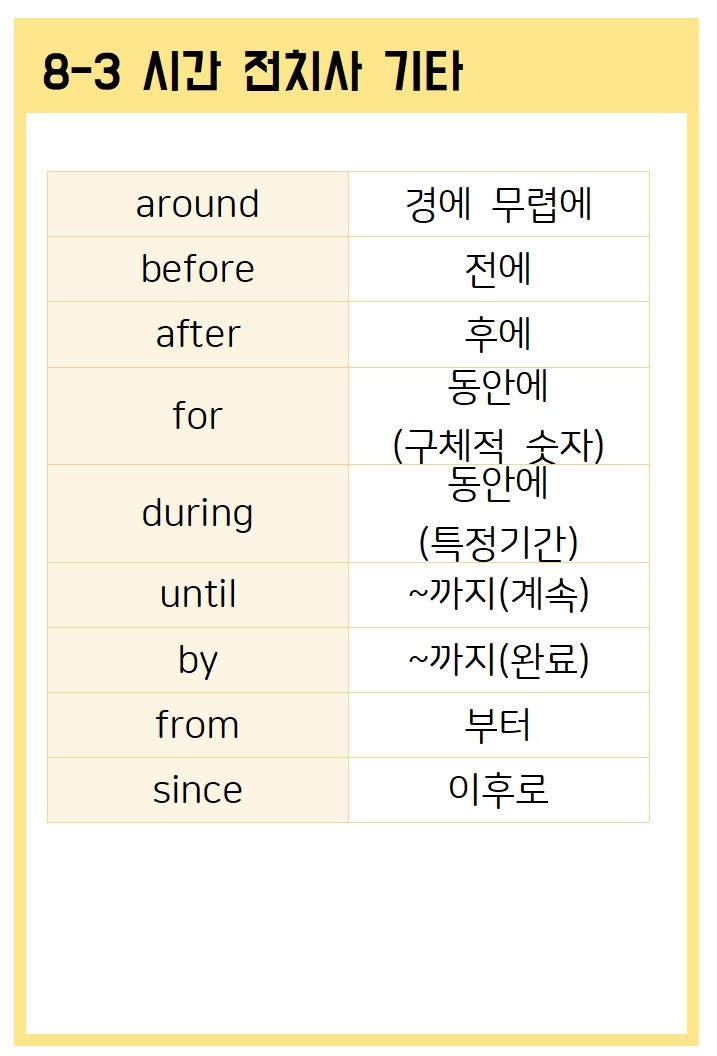 8-3 시간 전치사 기타
around 경에 무렵에
before 전에
after 후에
for 동안에
(구체적 숫자)
during 동안에
(특정기간)
until ~까지(계속)
by ~까지(완료)
from 부터
since 이후로